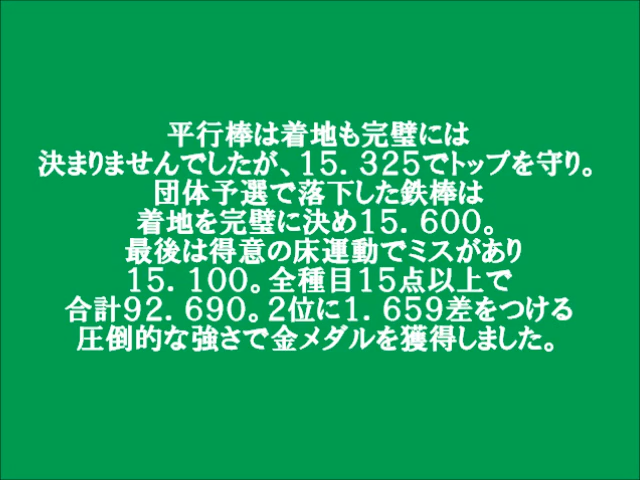 平行棒は着地も完璧には
決まりませんでしたが、15．325でトップを守り。
団体予選で落下した鉄棒は
着地を完璧に決め15．600。
最後は得意の床運動でミスがあり
15．100。全種目15点以上で
合計92．690。2位に1．659差をつける
圧倒的な強さで金メダルを獲得しました。